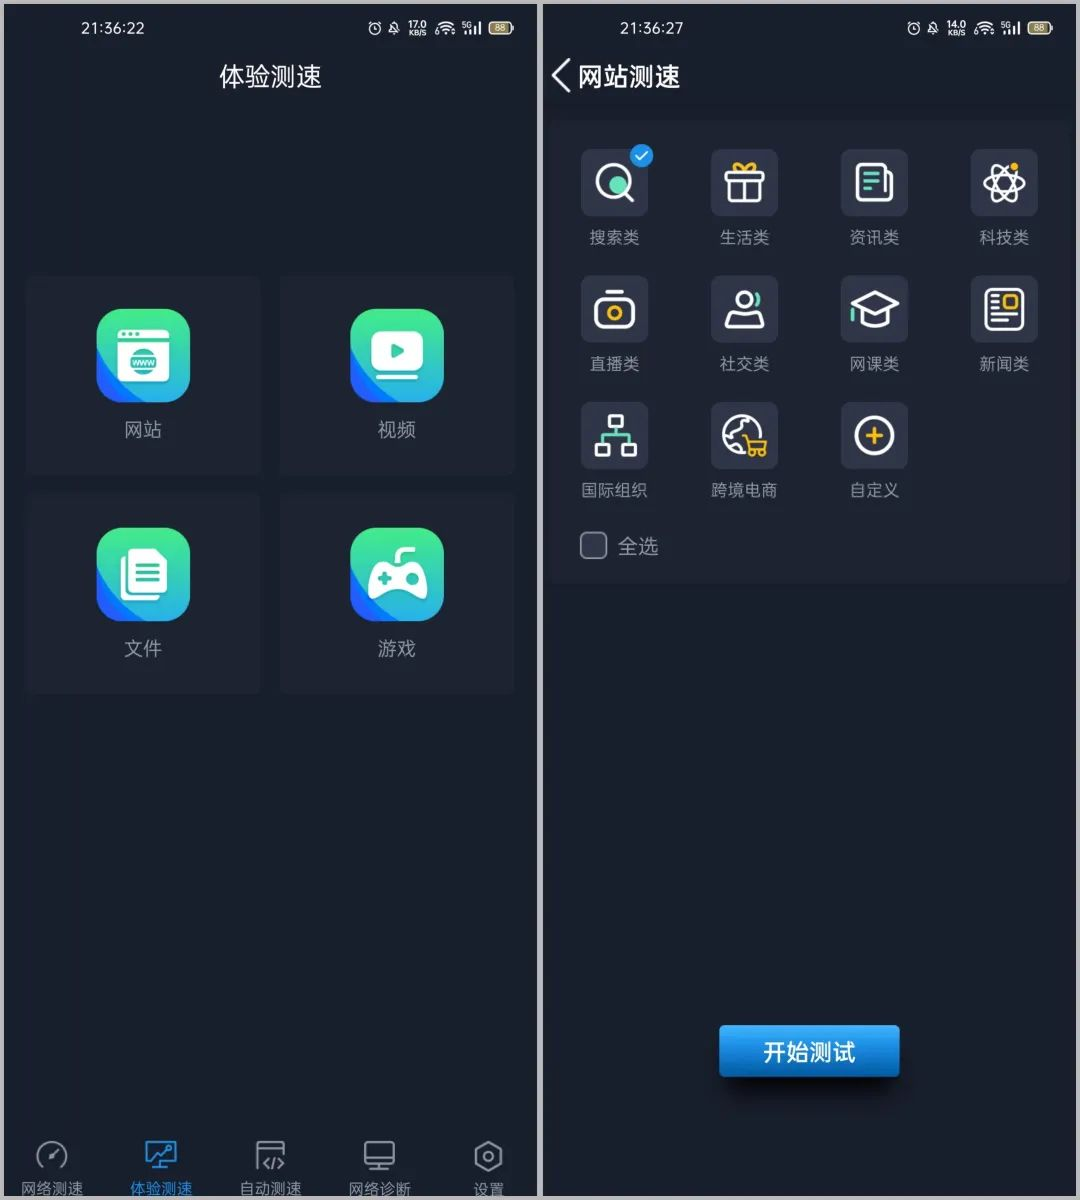 21:36:22
17.0
KB/S
5G
88
体验测速
网站
视频
文件
游戏
网络测速
体验测速
自动测速
网络诊断
设置
21:36:27
14.0
KB/S
5G
88
网站测速
搜索类
生活类
资讯类
科技类
直播类
社交类
网课类
新闻类
国际组织
跨境电商
自定义
全选
开始测试
WWW